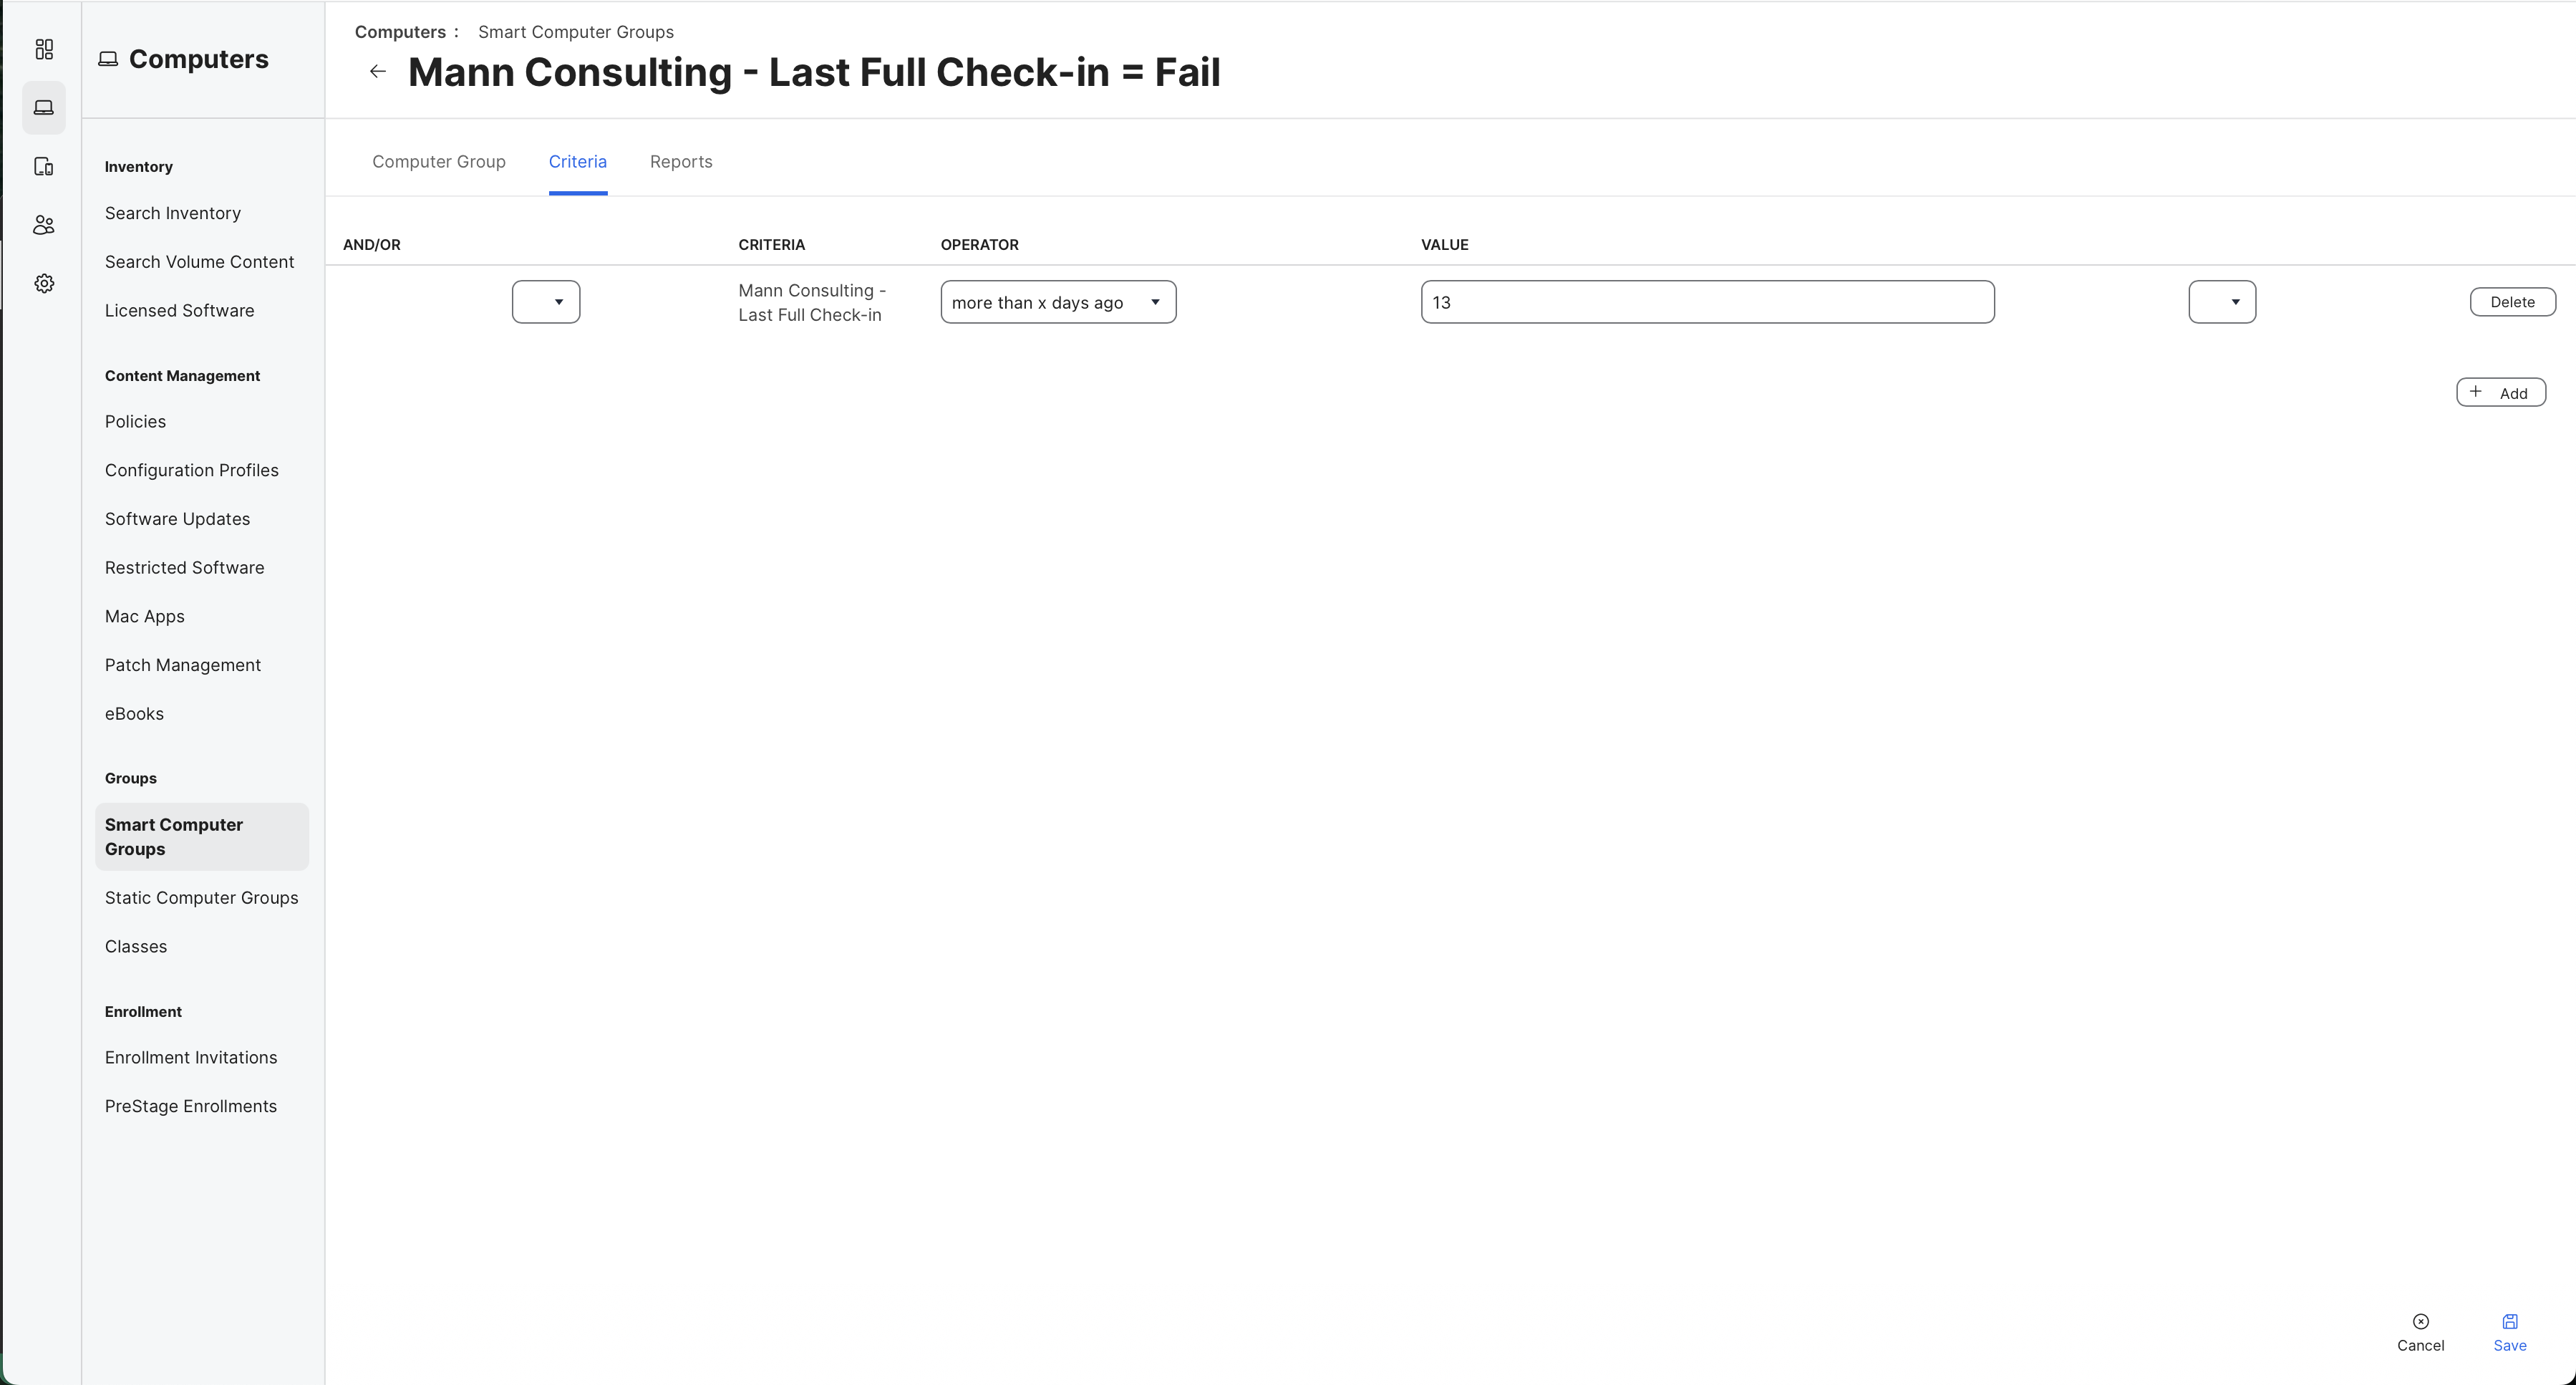 Computers
Inventory
Search Inventory
Search Volume Content
Licensed Software
Content Management
Policies
Configuration Profiles
Software Updates
Restricted Software
Mac Apps
Patch Management
eBooks
Groups
Smart Computer
Groups
Static Computer Groups
Classes
Enrollment
Enrollment Invitations
PreStage Enrollments
Computers : Smart Computer Groups
Mann Consulting - Last Full Check-in = Fail
Computer Group Criteria Reports
AND/OR CRITERIA OPERATOR VALUE
Mann Consulting -
Last Full Check-in
more than x days ago
13
Delete
Add
Cancel
Save